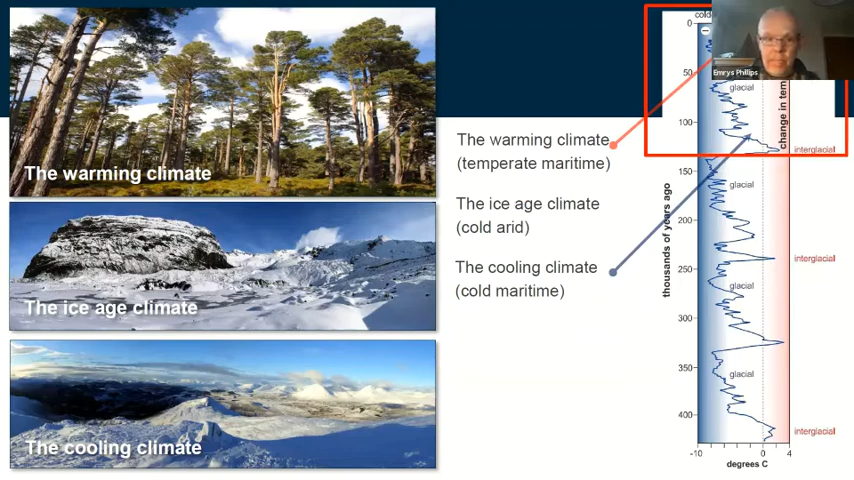 The warming climate
The ice age climate
The cooling climate
The warming climate
(temperate maritime)
The ice age climate
(cold arid)
The cooling climate
(cold maritime)
cold
Emrys Phillips
change in tem
thousands of years ago
0
50
100
150
200
250
300
350
400
glacial
interglacial
glacial
interglacial
glacial
glacial
interglacial
-10
0
4
degrees C